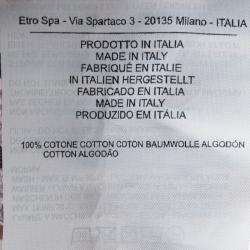 Etro Spa - Via Spartaco 3 - 20135 Milano - ITALIA
PRODOTTO IN ITALIA
MADE IN ITALY
FABRIQUÉ EN ITALIE
IN ITALIEN HERGESTELLT
FABRICADO EN ITALIA
MADE IN ITALY
PRODUZIDO EM ITÁLIA
100% COTONE COTTON COTON BAUMWOLLE ALGODÓN
COTTON ALGODÃO